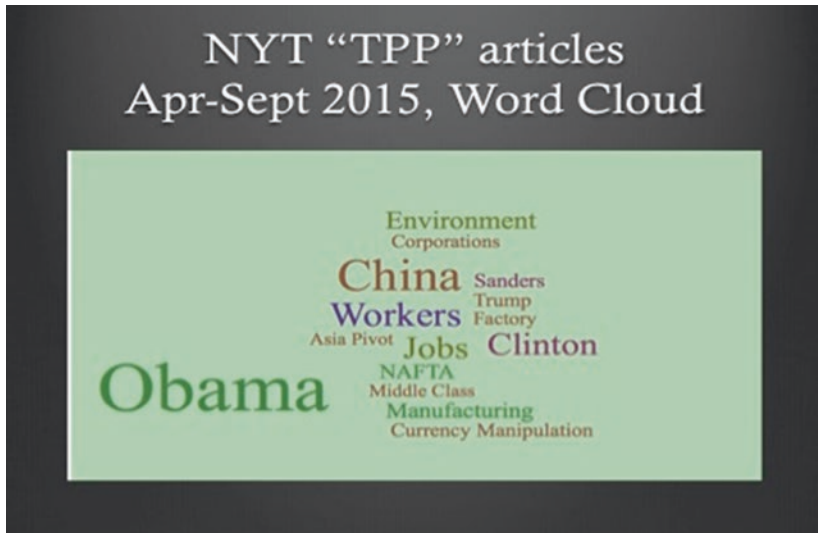 NYT “TPP” articles
Apr-Sept 2015, Word Cloud
Environment
Corporations
China
Sanders
Trump
Workers
Factory
Asia Pivot
Jobs
Clinton
Obama
NAFTA
Middle Class
Manufacturing
Currency Manipulation